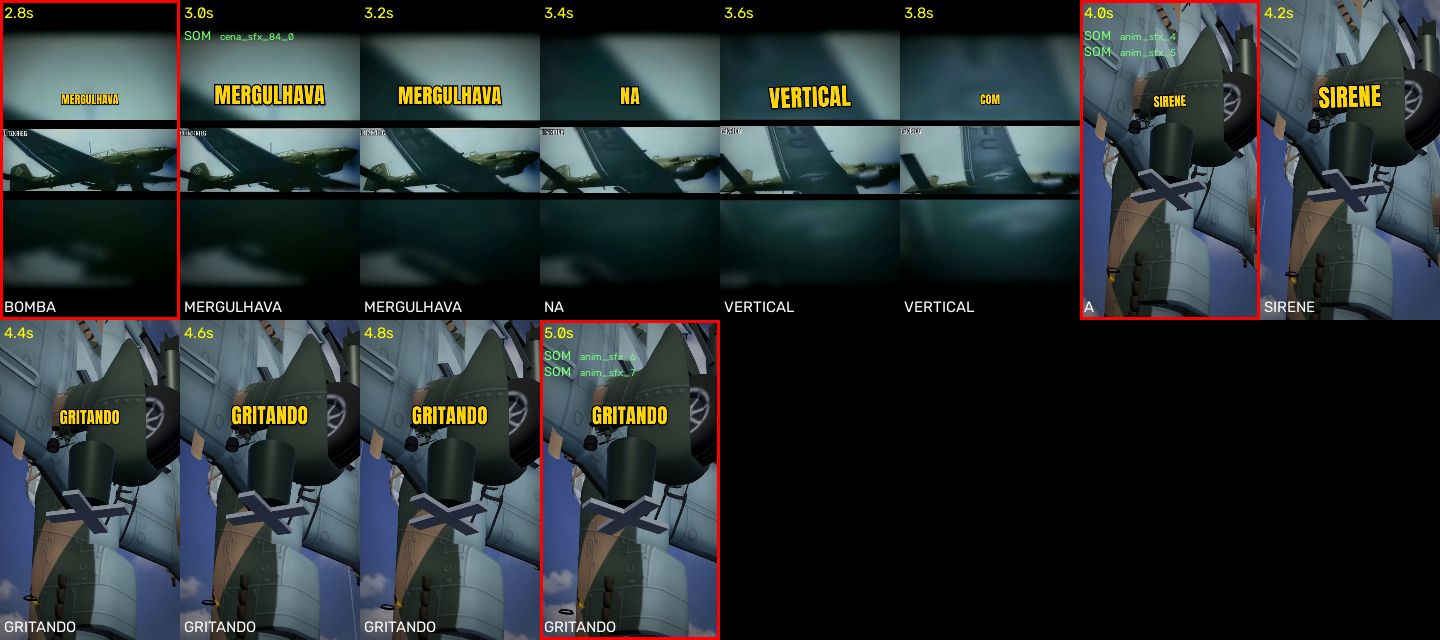 2.8s
MERGULHAVA
BOMBA
3.0s
SOM cena_sfx_84_0
MERGULHAVA
MERGULHAVA
3.2s
MERGULHAVA
MERGULHAVA
3.4s
NA
NA
3.6s
VERTICAL
VERTICAL
3.8s
COM
VERTICAL
4.0s
SOM anim_sfx_4
SOM anim_sfx_5
SIRENE
A
4.2s
SIRENE
SIRENE
4.4s
GRITANDO
GRITANDO
4.6s
GRITANDO
GRITANDO
4.8s
GRITANDO
GRITANDO
5.0s
SOM anim_sfx_6
SOM anim_sfx_7
GRITANDO
GRITANDO